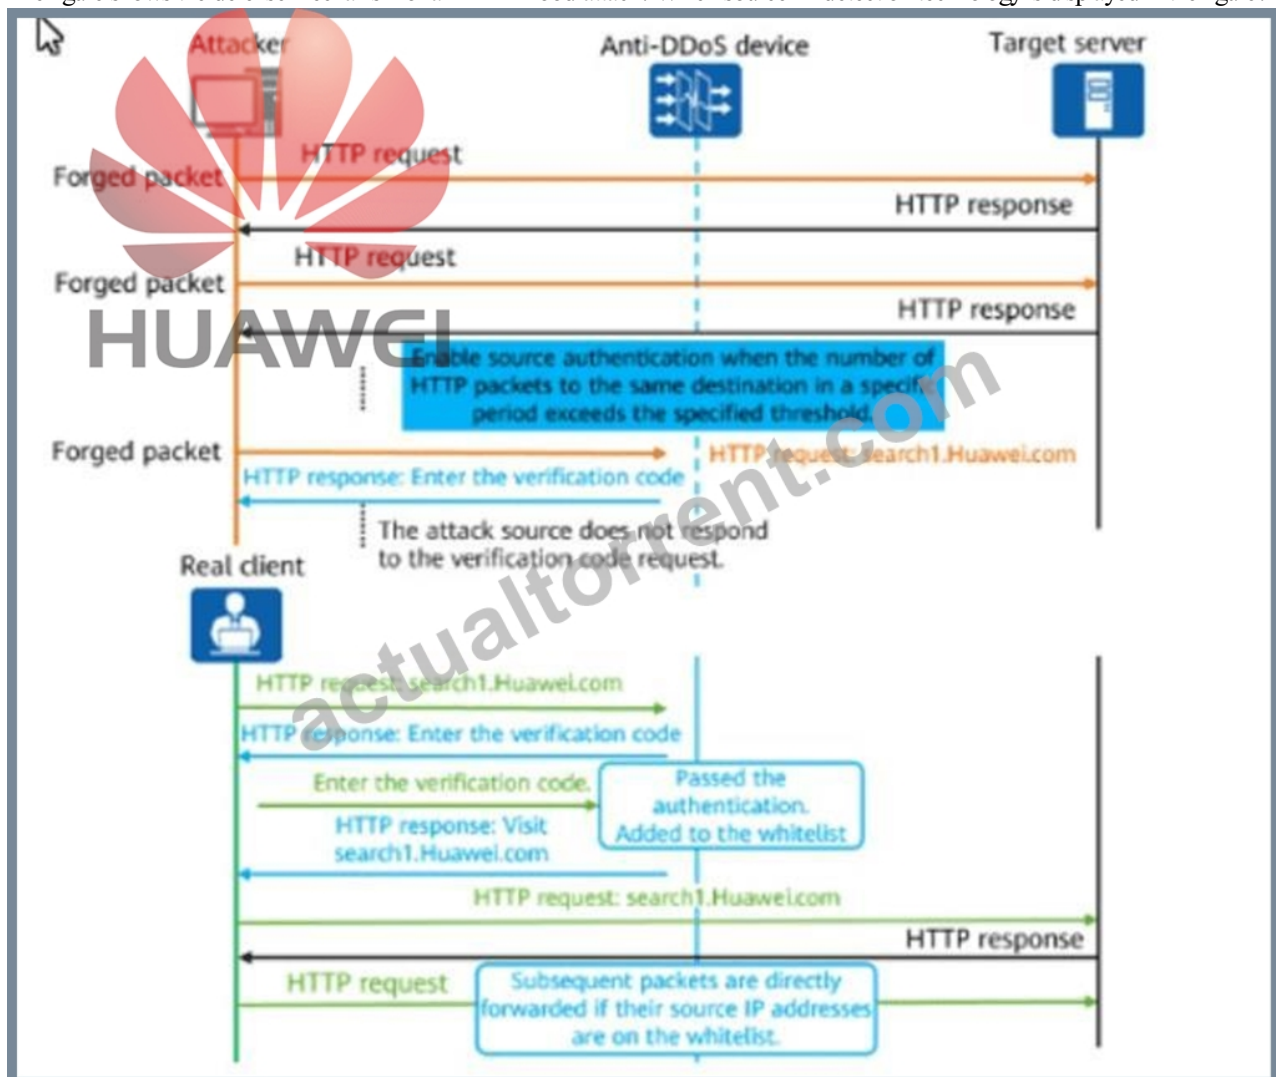 Attacker
Anti-DDoS device
Target server
HTTP request
Forged packet
HTTP response
HTTP request
Forged packet
HTTP response
HUAWEI
Enable source authentication when the number of
HTTP packets to the same destination in a specific
period exceeds the specified threshold.
Forged packet
HTTP request: search1.Huawei.com
HTTP response: Enter the verification code
The attack source does not respond
to the verification code request.
Real client
HTTP request: search1.Huawei.com
HTTP response: Enter the verification code
Enter the verification code.
Passed the
authentication.
Added to the whitelist
HTTP response: Visit
search1.Huawei.com
HTTP request: search1.Huawei.com
HTTP response
HTTP request
Subsequent packets are directly
forwarded if their source IP addresses
are on the whitelist.
actualtorrent.com